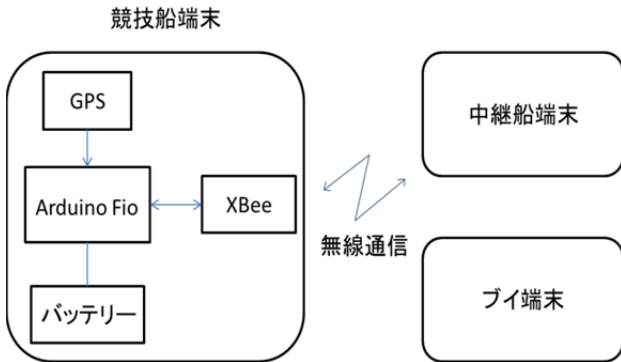 競技船端末
GPS
Arduino Fio
XBee
バッテリー
無線通信
中継船端末
ブイ端末